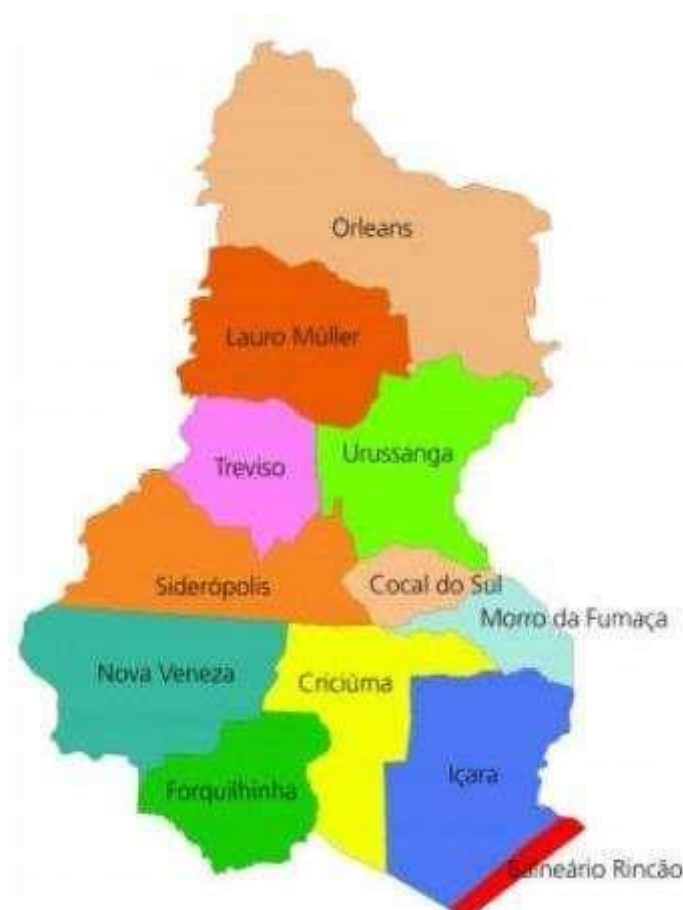 Orleans
Lauro Müller
Urussanga
Treviso
Siderópolis
Cocal do Sul
Morro da Fumaça
Nova Veneza
Criciúma
Içara
Forquilhinha
Balneário Rincão